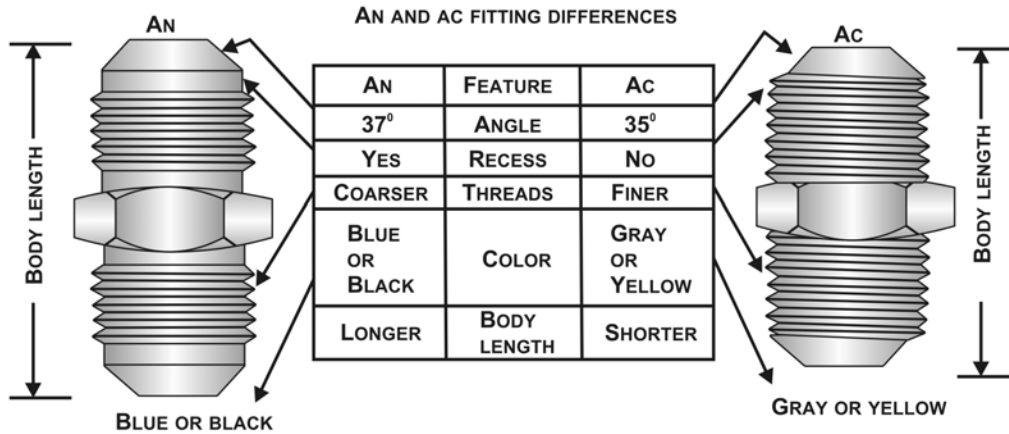 AN AND AC FITTING DIFFERENCES
AN
AC
BODY LENGTH
AN FEATURE AC
37⁰ ANGLE 35⁰
YES RECESS NO
COARSER THREADS FINER
BLUE
OR
BLACK
COLOR
GRAY
OR
YELLOW
LONGER
BODY
LENGTH
SHORTER
BODY LENGTH
BLUE OR BLACK
GRAY OR YELLOW